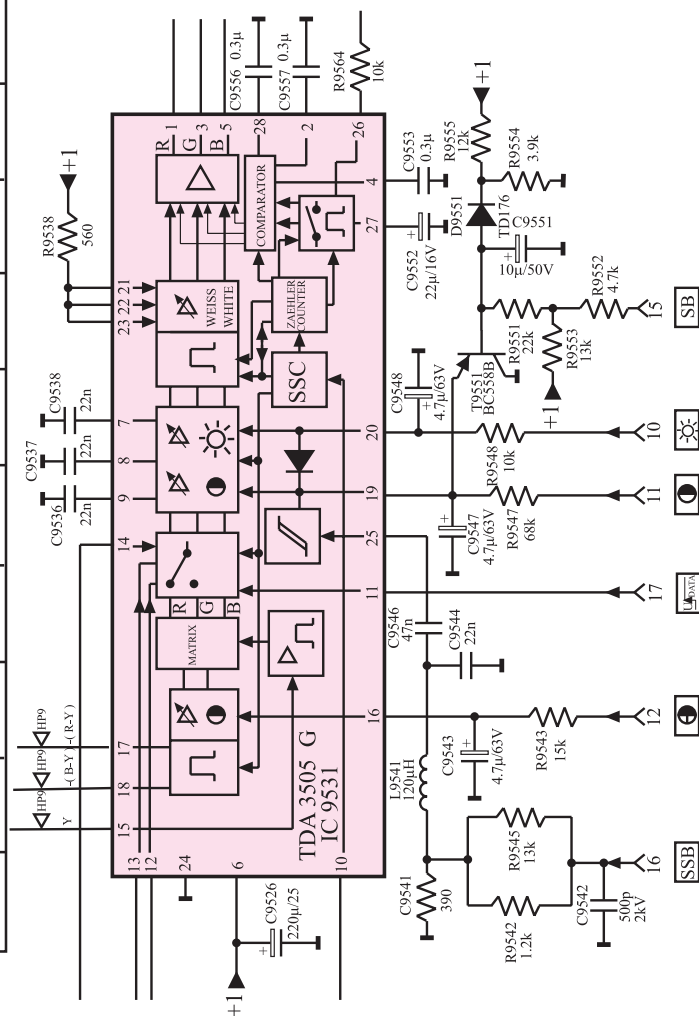 C9556 0.3µ
C9557 0.3µ
R9564
10k
+1
R9538
560
R
G
B
1
3
5
28
2
26
COMPARATOR
4
27
C9553
0.3µ
C9552
22µ/16V
R9555
12k
+1
R9554
3.9k
D9551
TD176
C9551
10µ/50V
21
22
23
WEISS
WHITE
ZAEHLER
COUNTER
SSC
C9548
4.7µ/63V
T9551
BC558B
R9551
22k
R9552
4.7k
R9553
13k
+1
15
SB
C9538
22n
C9537
22n
C9536
22n
7
8
9
20
19
R9548
10k
10
C9547
4.7µ/63V
R9547
68k
11
14
25
11
R
G
B
MATRIX
C9546
47n
C9544
22n
17
UDATA
HP9
-(R-Y)
HP9
-(B-Y)
HP9
Y
17
18
15
16
C9543
4.7µ/63V
R9543
15k
12
L9541
120µH
TDA 3505 G
IC 9531
13
12
24
6
10
C9526
220µ/25
+1
C9541
390
R9545
13k
R9542
1.2k
C9542
500p
2kV
16
SSB